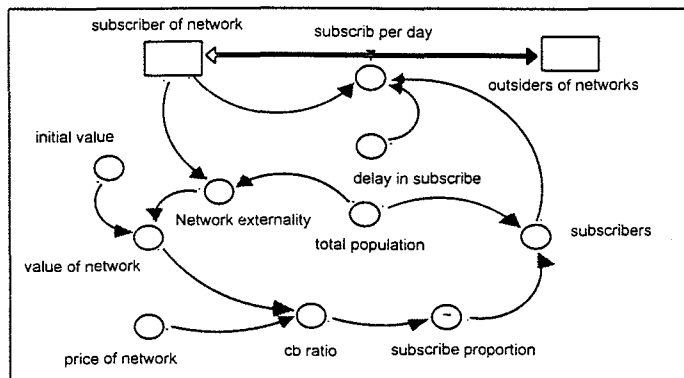 subscriber of network
subscrib per day
outsiders of networks
initial value
delay in subscribe
Network externality
total population
subscribers
value of network
price of network
cb ratio
subscribe proportion